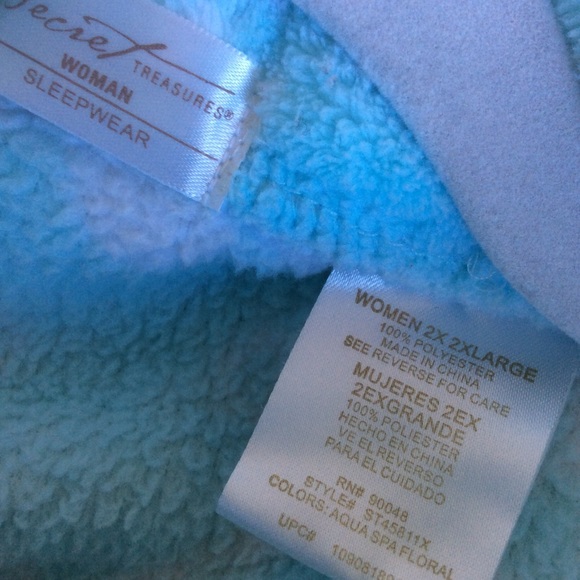 Secret
TREASURES®
WOMAN
SLEEPWEAR
WOMEN 2X 2XLARGE
100% POLYESTER
MADE IN CHINA
SEE REVERSE FOR CARE
MUJERES 2EX
2EXGRANDE
100% POLIESTER
HECHO EN CHINA
VE EL REVERSO
PARA EL CUIDADO
RN# 90049
STYLE# ST45811X
COLORS: AQUA SPA FLORAL
UPC#